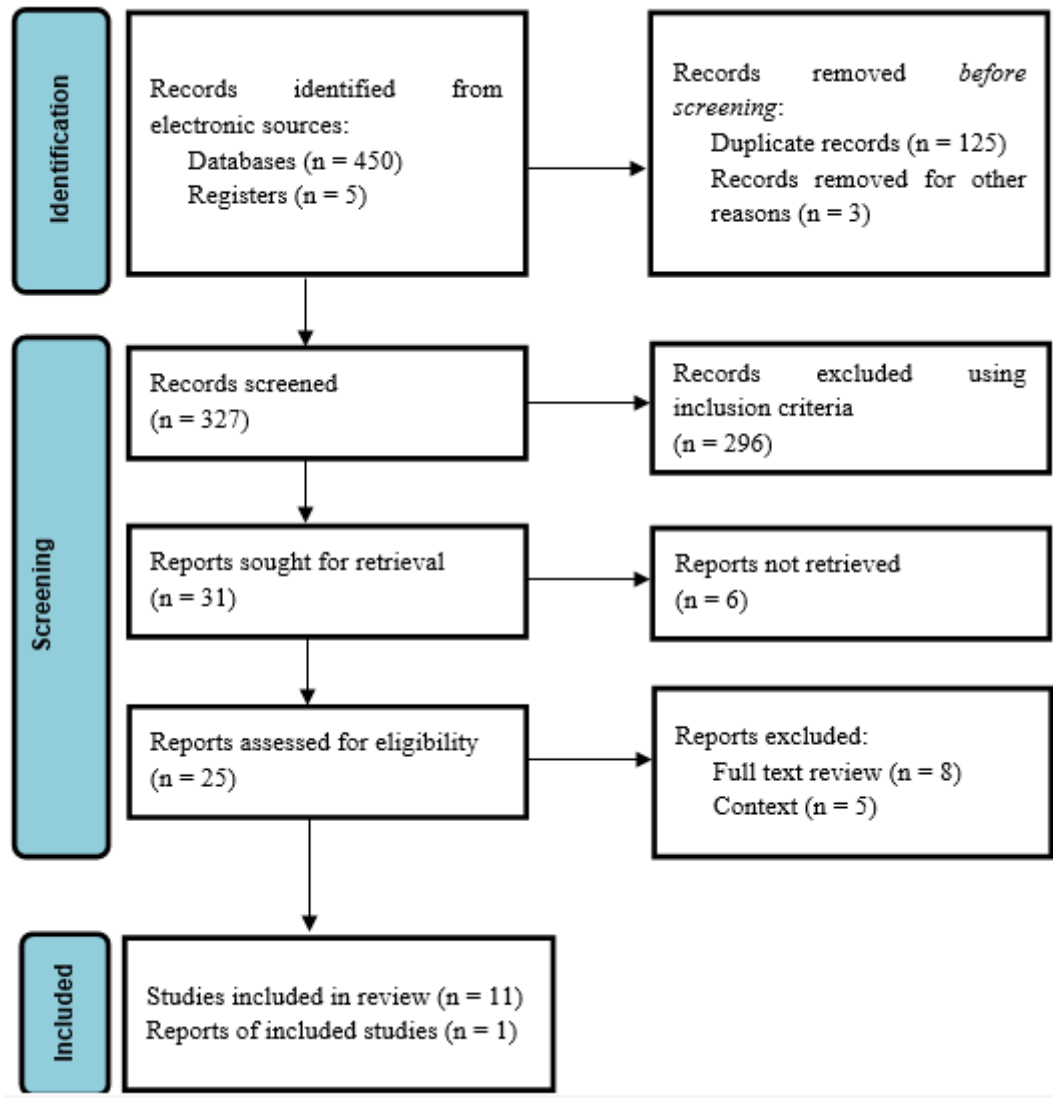 Identification
Records identified from
electronic sources:
Databases (n = 450)
Registers (n = 5)
Records removed before
screening:
Duplicate records (n = 125)
Records removed for other
reasons (n = 3)
Screening
Records screened
(n = 327)
Records excluded using
inclusion criteria
(n = 296)
Reports sought for retrieval
(n = 31)
Reports not retrieved
(n = 6)
Reports assessed for eligibility
(n = 25)
Reports excluded:
Full text review (n = 8)
Context (n = 5)
Included
Studies included in review (n = 11)
Reports of included studies (n = 1)